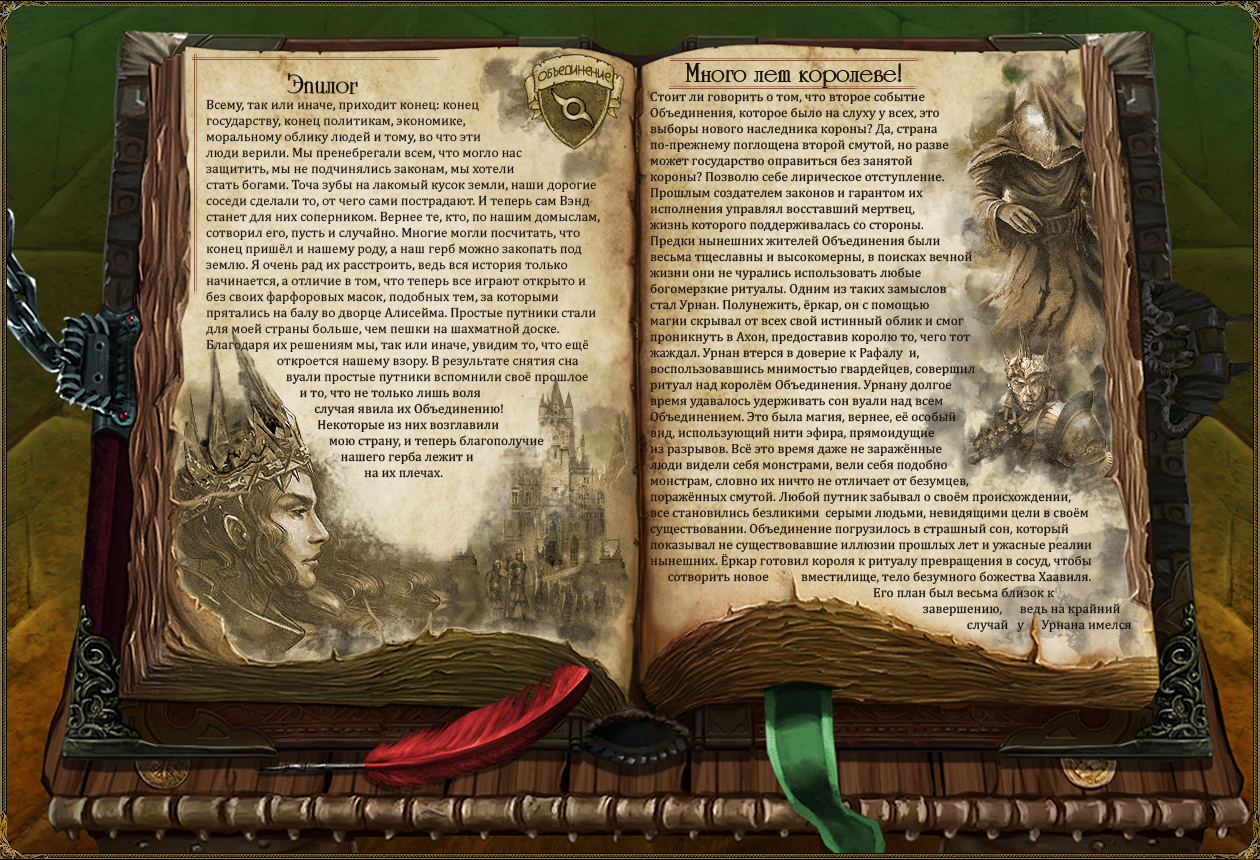 Эпилог
Всему, так или иначе, приходит конец: конец
государству, конец политикам, экономике,
моральному облику людей и тому, во что эти
люди верили. Мы пренебрегали всем, что могло нас
защитить, мы не подчинялись законам, мы хотели
стать богами. Точа зубы на лакомый кусок земли, наши дорогие
соседи сделали то, от чего сами пострадают. И теперь сам Вэнд
станет для них соперником. Вернее те, кто, по нашим домыслам,
сотворил его, пусть и случайно. Многие могли посчитать, что
конец пришёл и нашему роду, а наш герб можно закопать под
землю. Я очень рад их расстроить, ведь вся история только
начинается, а отличие в том, что теперь все играют открыто и
без своих фарфоровых масок, подобных тем, за которыми
прятались на балу во дворце Алисейма. Простые путники стали
для моей страны больше, чем пешки на шахматной доске.
Благодаря их решениям мы, так или иначе, увидим то, что ещё
откроется нашему взору. В результате снятия сна
вуали простые путники вспомнили своё прошлое
и то, что не только лишь воля
случая явила их Объединению!
Некоторые из них возглавили
мою страну, и теперь благополучие
нашего герба лежит и
на их плечах.
ОБЪЕДИНЕНИЕ
Много лет королеве!
Стоит ли говорить о том, что второе событие
Объединения, которое было на слуху у всех, это
выборы нового наследника короны? Да, страна
по-прежнему поглощена второй смутой, но разве
может государство оправиться без занятой
короны? Позволю себе лирическое отступление.
Прошлым создателем законов и гарантом их
исполнения управлял восставший мертвец,
жизнь которого поддерживалась со стороны.
Предки нынешних жителей Объединения были
весьма тщеславны и высокомерны, в поисках вечной
жизни они не чурались использовать любые
богомерзкие ритуалы. Одним из таких замыслов
стал Урнан. Полунежить, ёркар, он с помощью
магии скрывал от всех свой истинный облик и смог
проникнуть в Ахон, предоставив королю то, чего тот
жаждал. Урнан втерся в доверие к Рафалу и,
воспользовавшись мнимостью гвардейцев, совершил
ритуал над королём Объединения. Урнану долгое
время удавалось удерживать сон вуали над всем
Объединением. Это была магия, вернее, её особый
вид, использующий нити эфира, прямоидущие
из разрывов. Всё это время даже не заражённые
люди видели себя монстрами, вели себя подобно
монстрам, словно их ничто не отличает от безумцев,
поражённых смутой. Любой путник забывал о своём происхождении,
все становились безликими серыми людьми, невидящими цели в своём
существовании. Объединение погрузилось в страшный сон, который
показывал не существовавшие иллюзии прошлых лет и ужасные реалии
нынешних. Ёркар готовил короля к ритуалу превращения в сосуд, чтобы
сотворить новое вместилище, тело безумного божества Хаавиля.
Его план был весьма близок к
завершению, ведь на крайний
случай у Урнана имелся